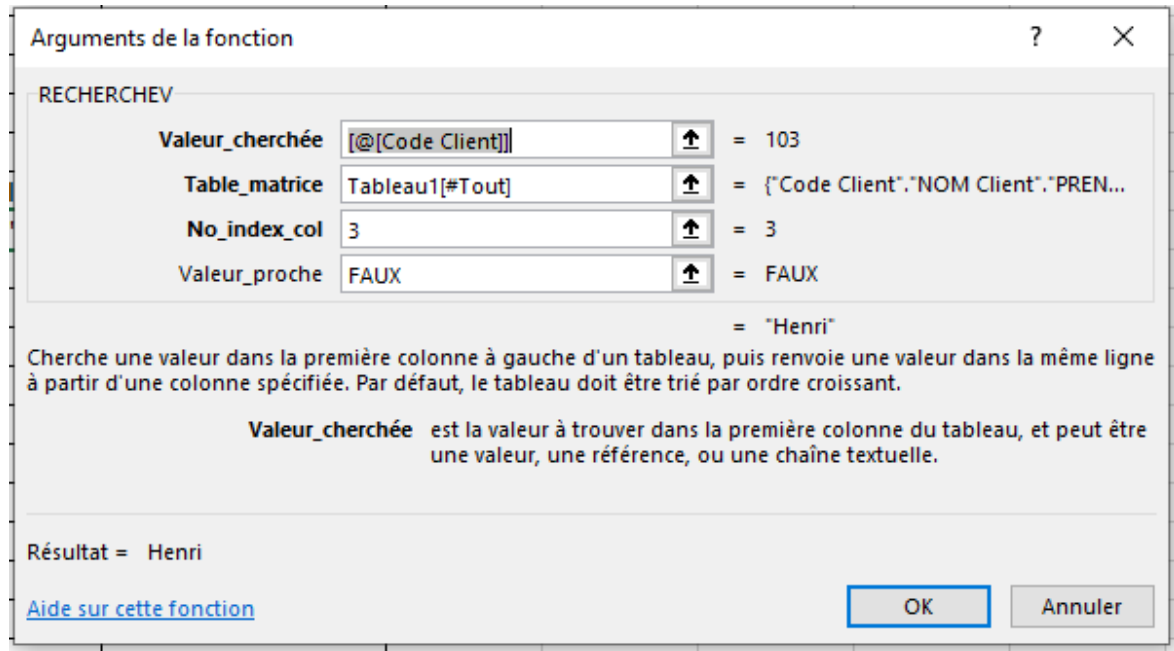 Arguments de la fonction ? ×
RECHERCHEV
Valeur_cherchée [@[Code Client]] = 103
Table_matrice Tableau1[#Tout] = {"Code Client"."NOM Client"."PREN...
No_index_col 3 = 3
Valeur_proche FAUX = FAUX
= "Henri"
Cherche une valeur dans la première colonne à gauche d'un tableau, puis renvoie une valeur dans la même ligne
à partir d'une colonne spécifiée. Par défaut, le tableau doit être trié par ordre croissant.
Valeur_cherchée est la valeur à trouver dans la première colonne du tableau, et peut être
une valeur, une référence, ou une chaîne textuelle.
Résultat = Henri
Aide sur cette fonction OK Annuler